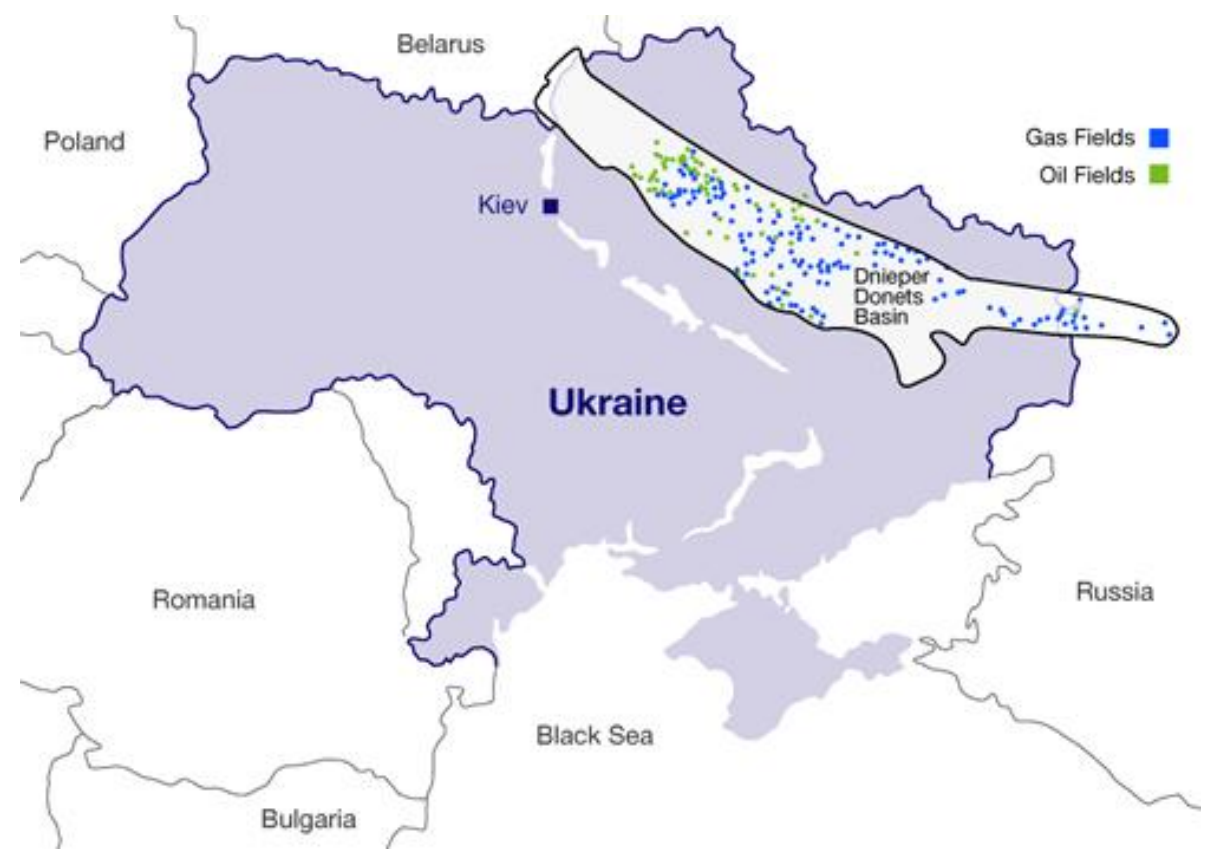 Belarus
Poland
Gas Fields
Oil Fields
Kiev
Dnieper
Donets
Basin
Ukraine
Romania
Russia
Black Sea
Bulgaria